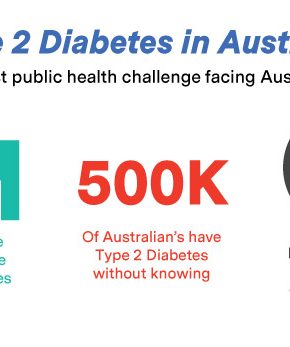 2 Diabetes in Aust
public health challenge facing Aus
500K
Of Australian's have
Type 2 Diabetes
without knowing